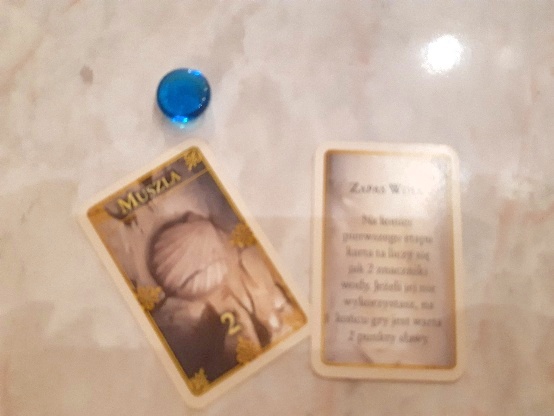 MUSZLA
2
ZAPAS WODY
Na koniec
pierwszego etapu
karta ta liczy się
jak 2 znaczniki
wody. Jeżeli jej nie
wykorzystasz, na
końcu gry jest warta
2 punkty sławy.